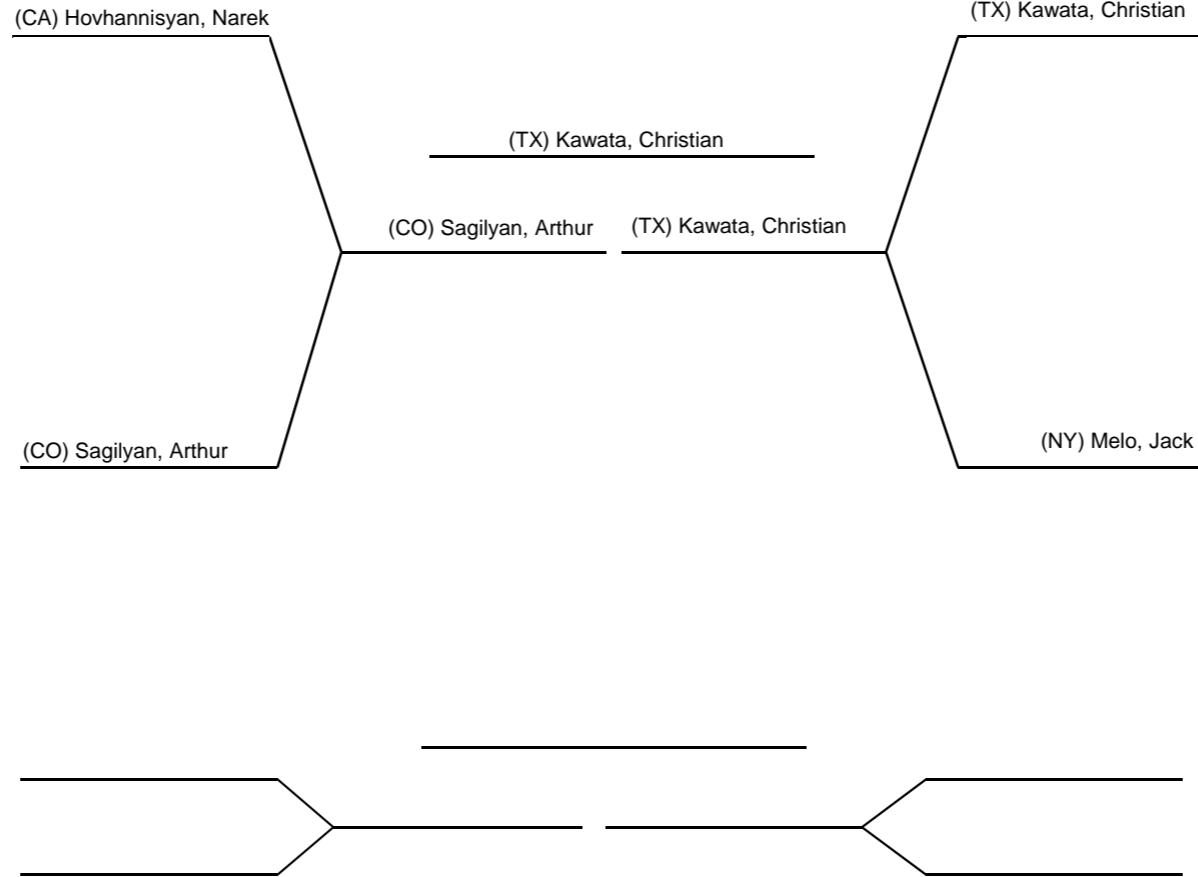 (CA) Hovhannisyan, Narek
(TX) Kawata, Christian
(TX) Kawata, Christian
(CO) Sagilyan, Arthur
(TX) Kawata, Christian
(CO) Sagilyan, Arthur
(NY) Melo, Jack